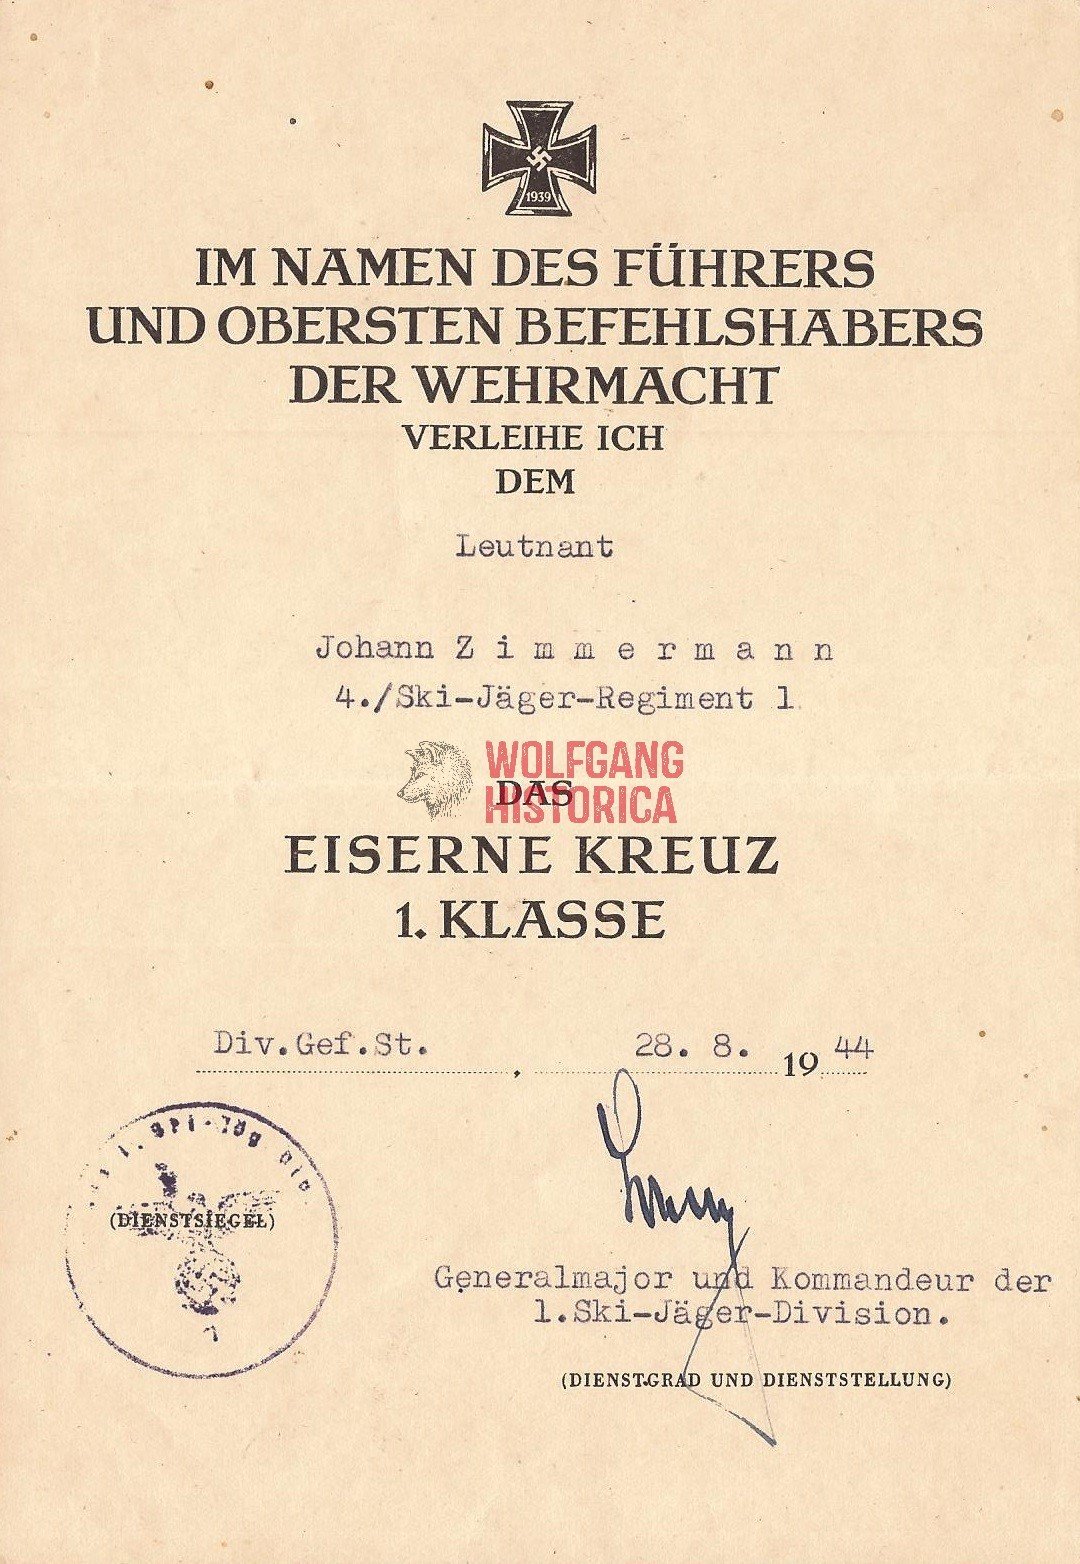 1939
IM NAMEN DES FÜHRERS
UND OBERSTEN BEFEHLSHABERS
DER WEHRMACHT
VERLEIHE ICH
DEM
Leutnant
Johann Z i m m e r m a n n
4./Ski-Jäger-Regiment 1
WOLFGANG
HISTORICA
DAS
EISERNE KREUZ
1. KLASSE
Div.Gef.St. , 28. 8. 1944
(DIENSTSIEGEL)
Generalmajor und Kommandeur der
1.Ski-Jäger-Division.
(DIENSTGRAD UND DIENSTSTELLUNG)